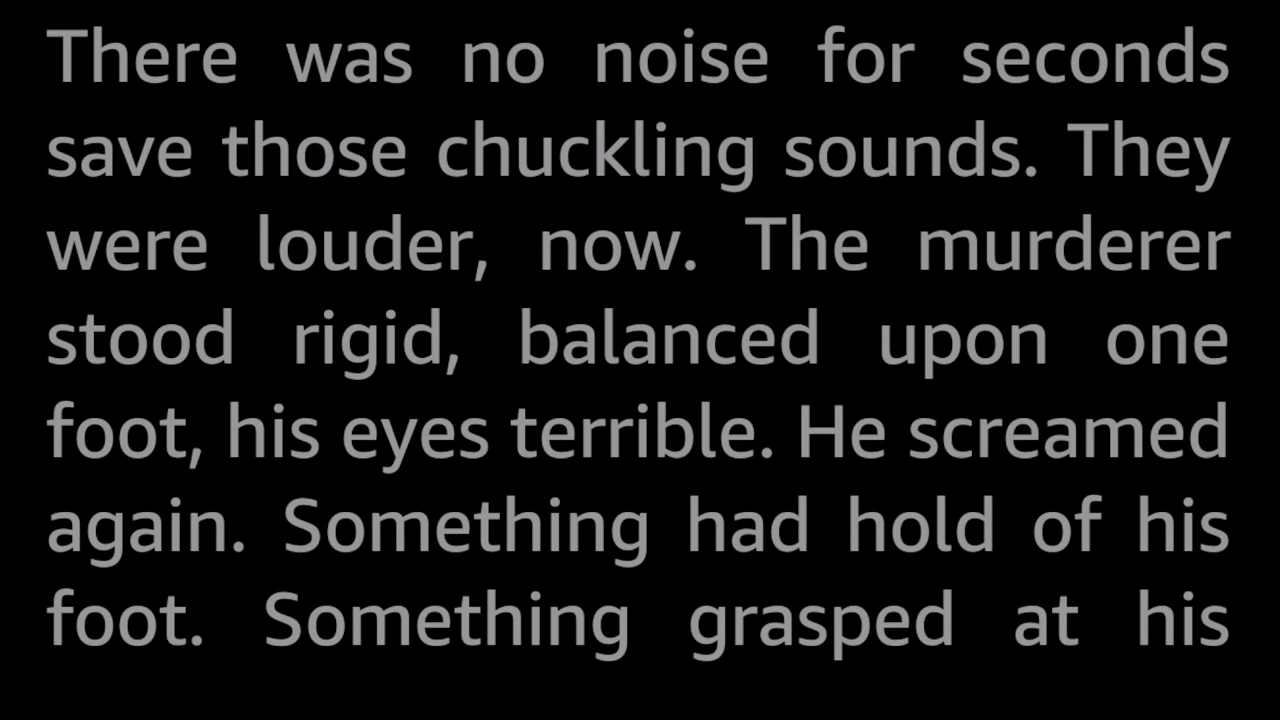 There was no noise for seconds
save those chuckling sounds. They
were louder, now. The murderer
stood rigid, balanced upon one
foot, his eyes terrible. He screamed
again. Something had hold of his
foot. Something grasped at his